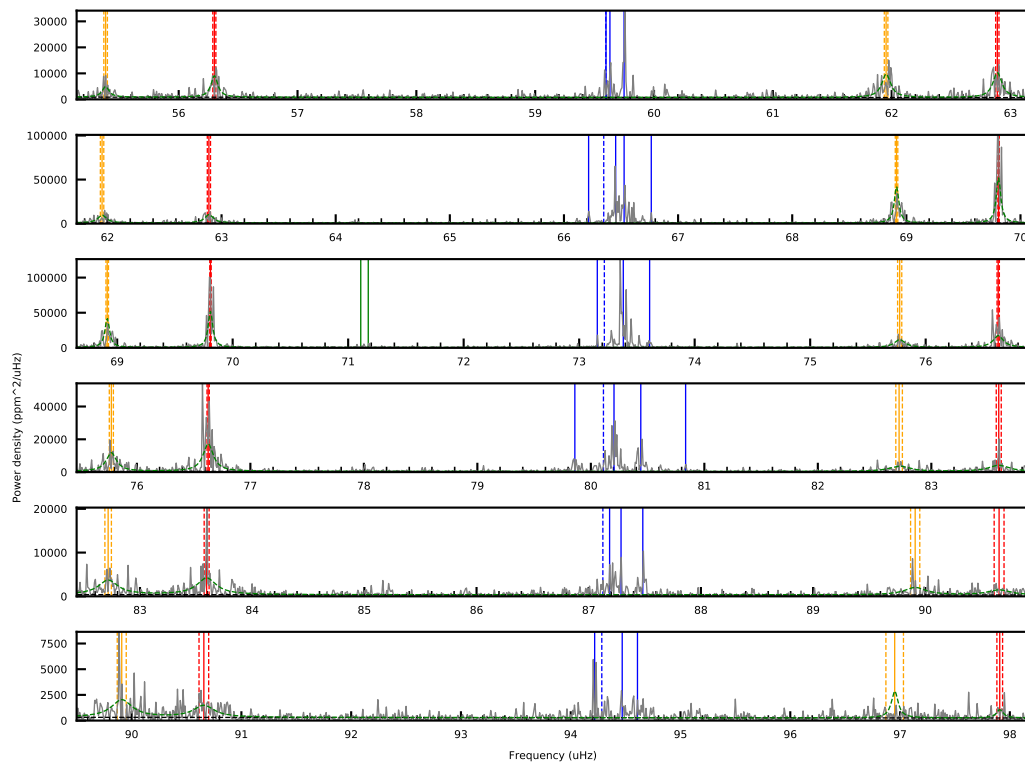 30000
20000
10000
0
56 57 58 59 60 61 62 63
100000
50000
0
62 63 64 65 66 67 68 69 70
100000
50000
0
69 70 71 72 73 74 75 76
40000
20000
0
76 77 78 79 80 81 82 83
20000
10000
0
83 84 85 86 87 88 89 90
7500
5000
2500
0
90 91 92 93 94 95 96 97 98
Power density (ppm^2/uHz)
Frequency (uHz)